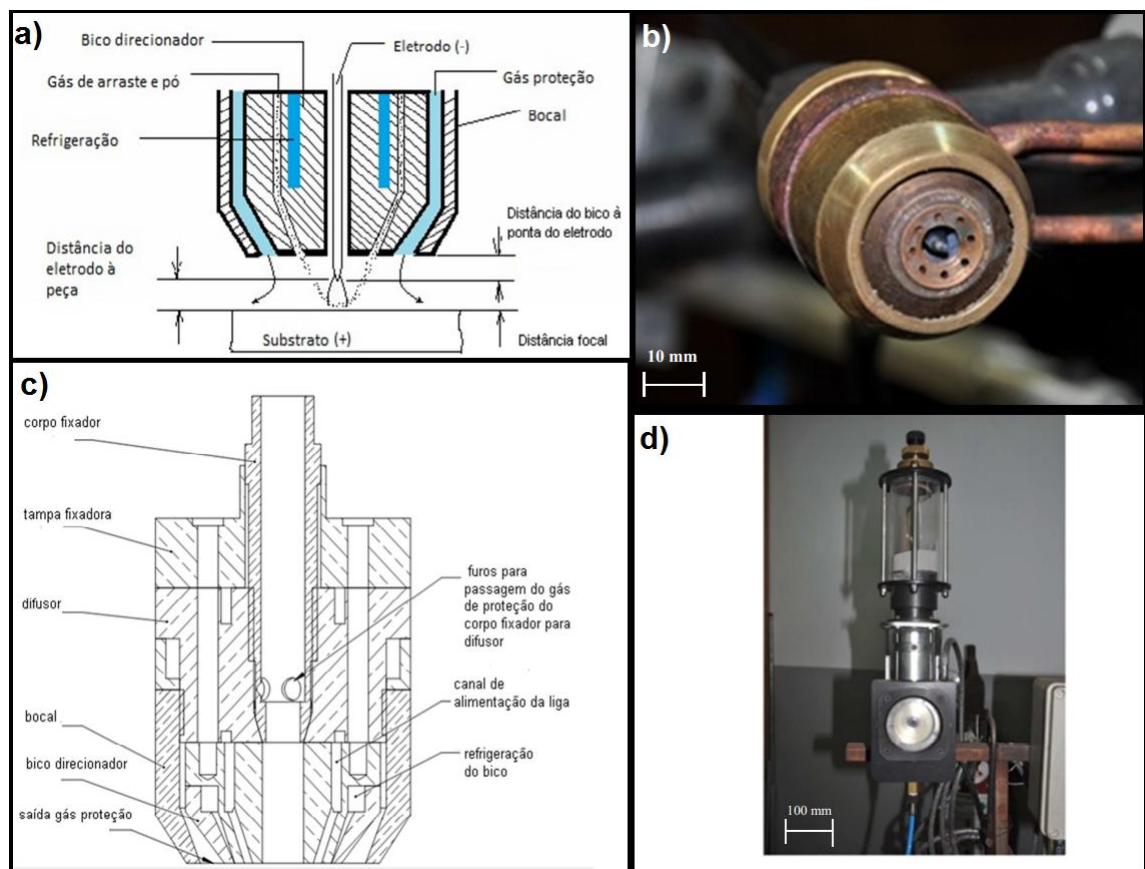 a)
Bico direcionador
Eletrodo (-)
Gás de arraste e pó
Gás proteção
Bocal
Refrigeração
Distância do bico à
ponta do eletrodo
Distância do
eletrodo à
peça
Substrato (+)
Distância focal
b)
10 mm
c)
corpo fixador
tampa fixadora
difusor
furos para
passagem do gás
de proteção do
corpo fixador para
difusor
canal de
alimentação da liga
bocal
refrigeração
do bico
bico direcionador
saída gás proteção
d)
100 mm